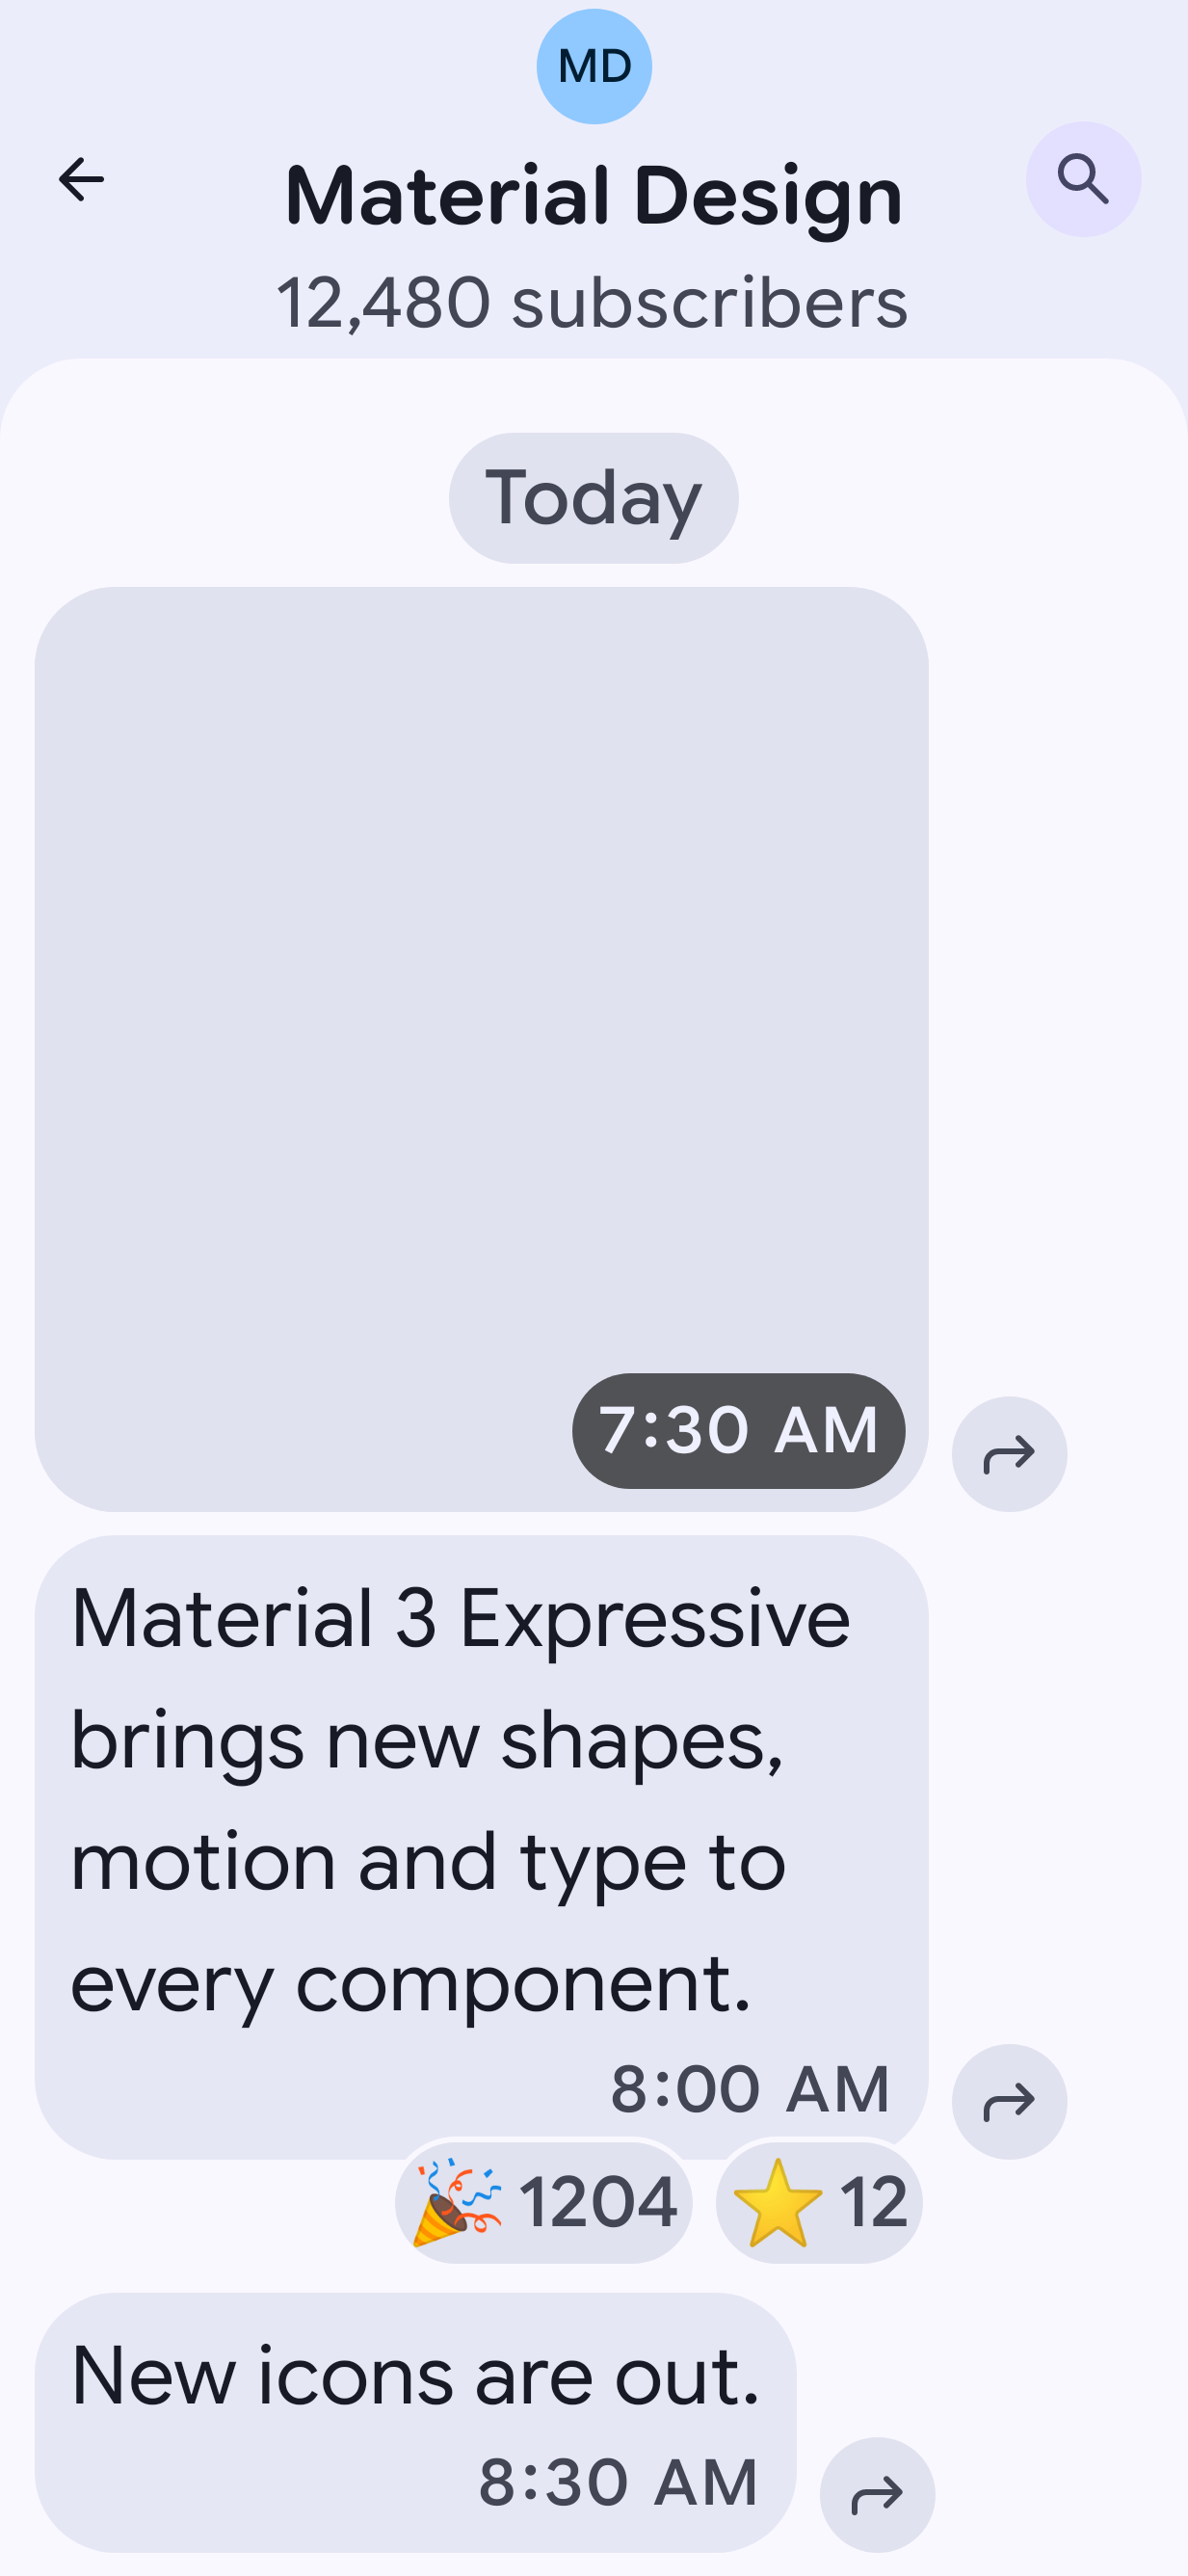 MD
Material Design
12,480 subscribers
Today
7:30 AM
Material 3 Expressive
brings new shapes,
motion and type to
every component.
8:00 AM
🎉 1204 ⭐ 12
New icons are out.
8:30 AM